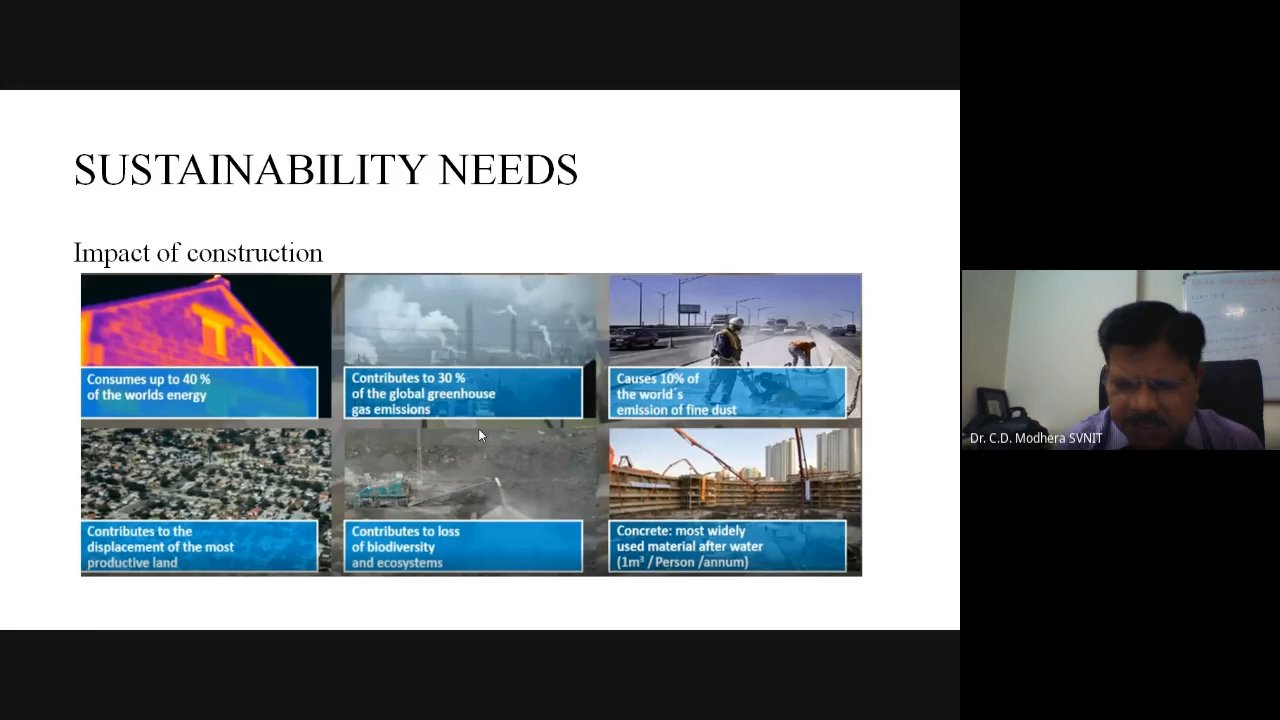 SUSTAINABILITY NEEDS
Impact of construction
Consumes up to 40 %
of the worlds energy
Contributes to 30 %
of the global greenhouse
gas emissions
Causes 10% of
the world´s
emission of fine dust
Contributes to the
displacement of the most
productive land
Contributes to loss
of biodiversity
and ecosystems
Concrete: most widely
used material after water
(1m³ /Person /annum)
Dr. C.D. Modhera SVNIT